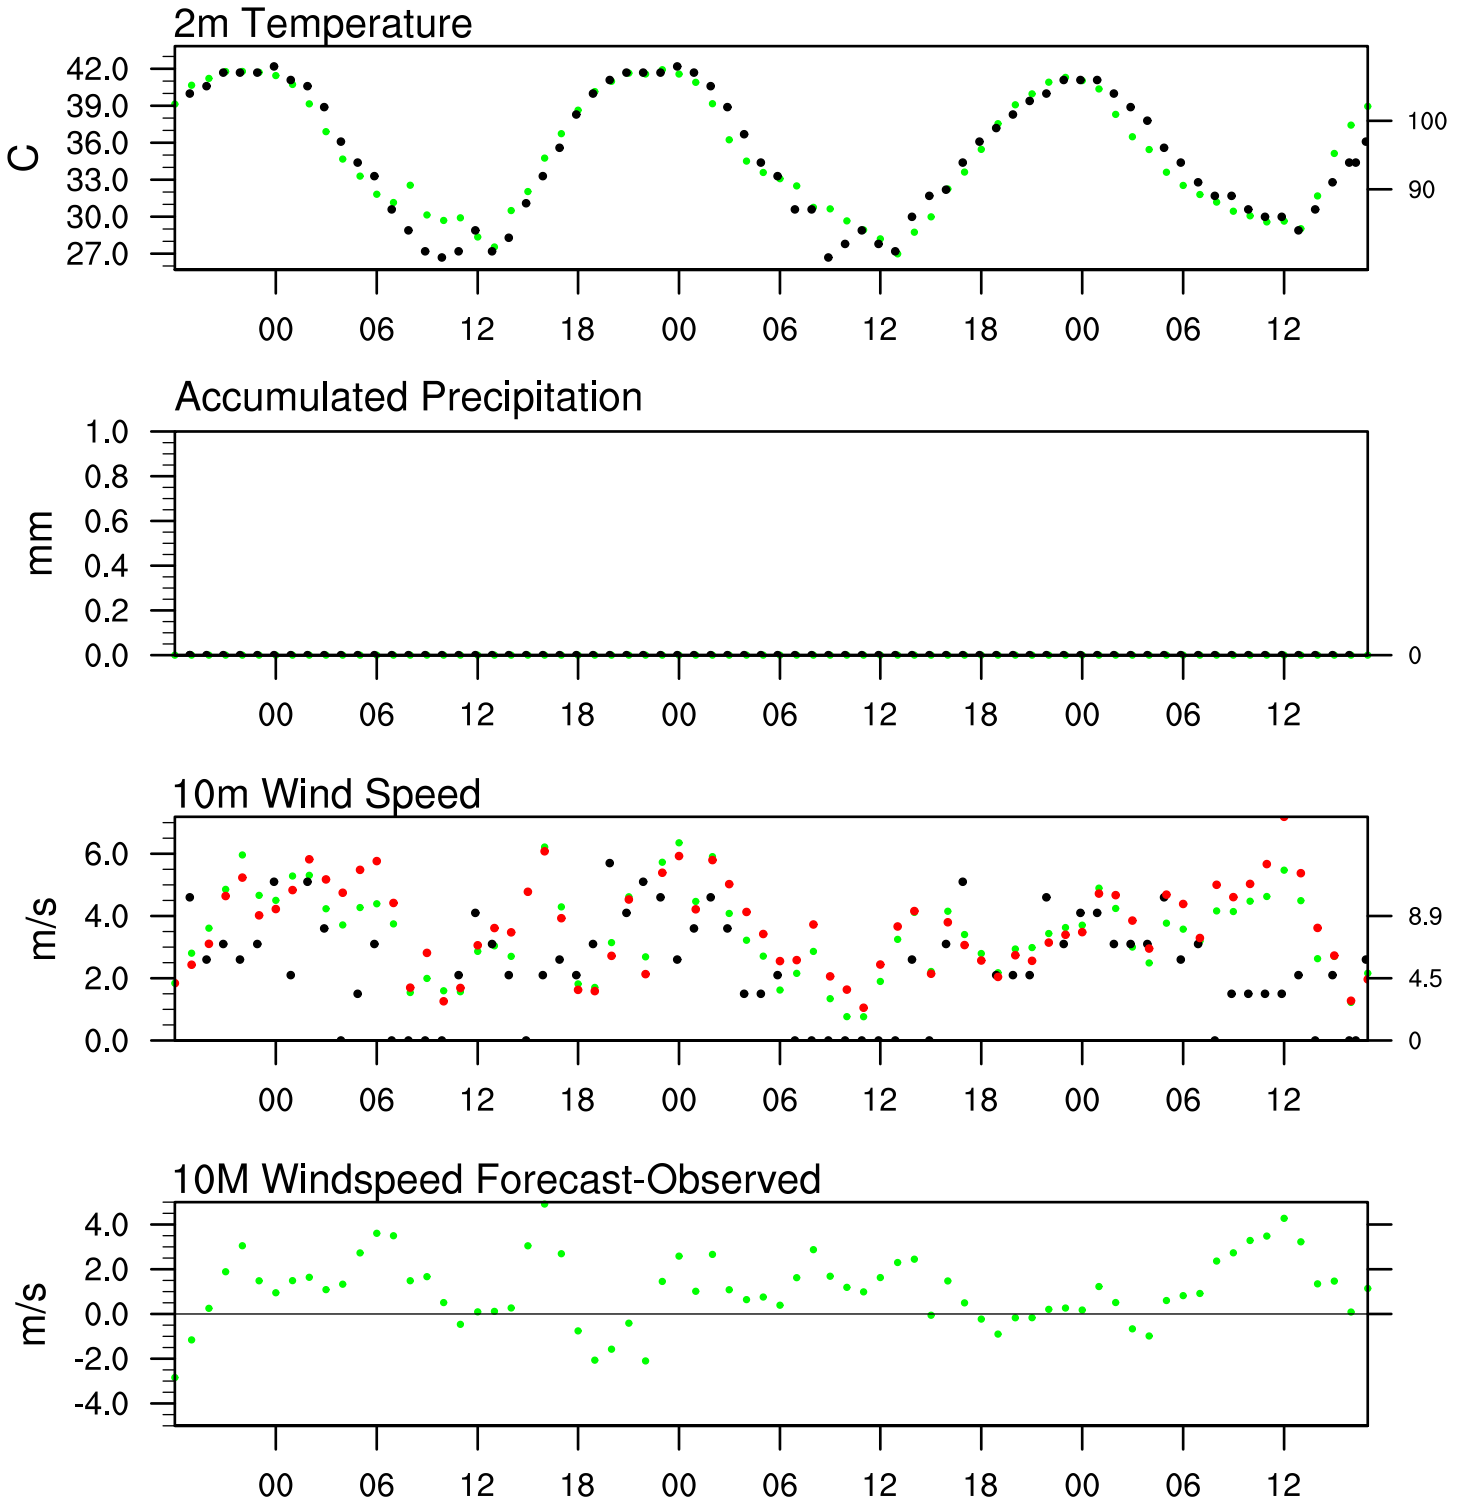 2m Temperature
42.0
39.0
36.0
33.0
30.0
27.0
C
100
90
00 06 12 18 00 06 12 18 00 06 12
Accumulated Precipitation
1.0
0.8
0.6
0.4
0.2
0.0
mm
0
00 06 12 18 00 06 12 18 00 06 12
10m Wind Speed
6.0
4.0
2.0
0.0
m/s
8.9
4.5
0
00 06 12 18 00 06 12 18 00 06 12
10M Windspeed Forecast-Observed
4.0
2.0
0.0
-2.0
-4.0
m/s
00 06 12 18 00 06 12 18 00 06 12